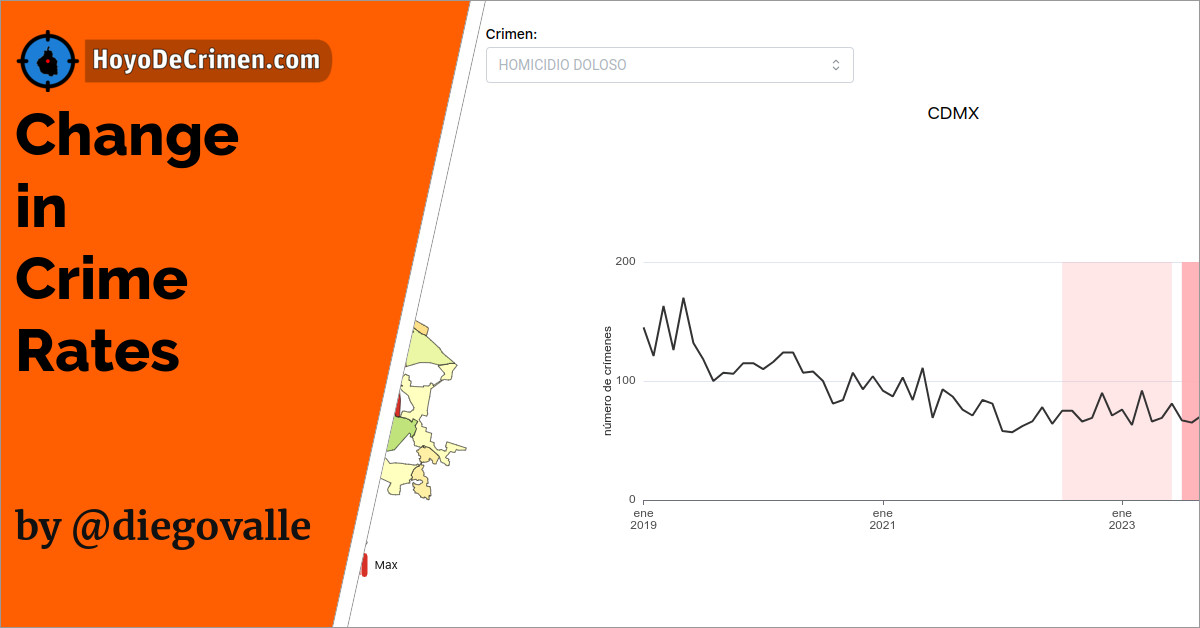 HoyoDeCrimen.com
Change
in
Crime
Rates
by @diegovalle
Crimen:
HOMICIDIO DOLOSO
CDMX
número de crímenes
200
100
0
ene
2019
ene
2021
ene
2023
Max